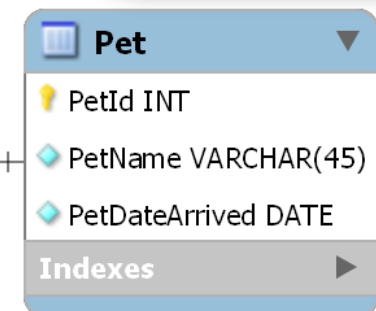 Pet
PetId INT
PetName VARCHAR(45)
PetDateArrived DATE
Indexes